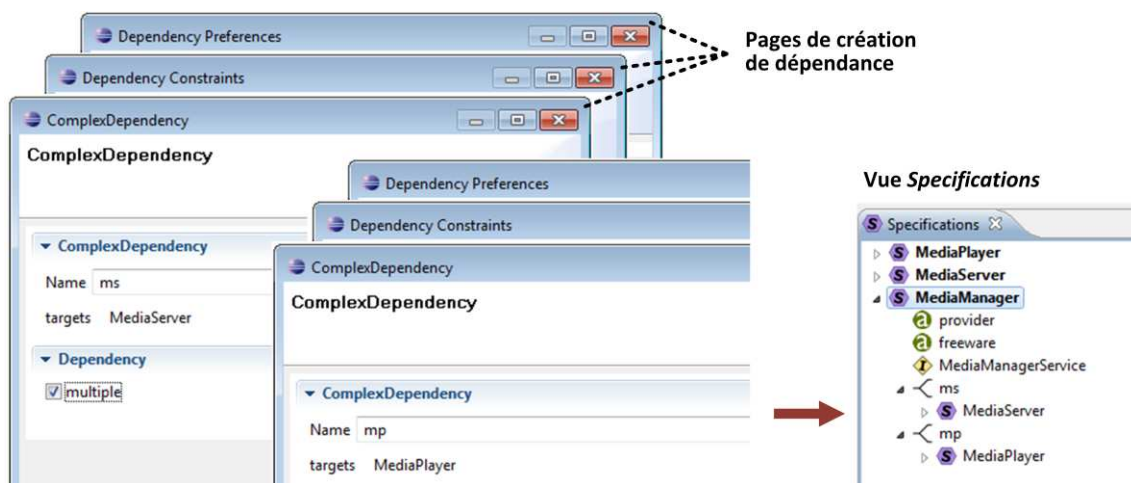 Dependency Preferences
Dependency Constraints
ComplexDependency
ComplexDependency
ComplexDependency
Name ms
targets MediaServer
Dependency
multiple
Dependency Preferences
Dependency Constraints
ComplexDependency
ComplexDependency
ComplexDependency
Name mp
targets MediaPlayer
Pages de création
de dépendance
Vue Specifications
S Specifications
S MediaPlayer
S MediaServer
S MediaManager
a provider
a freeware
I MediaManagerService
ms
S MediaServer
mp
S MediaPlayer